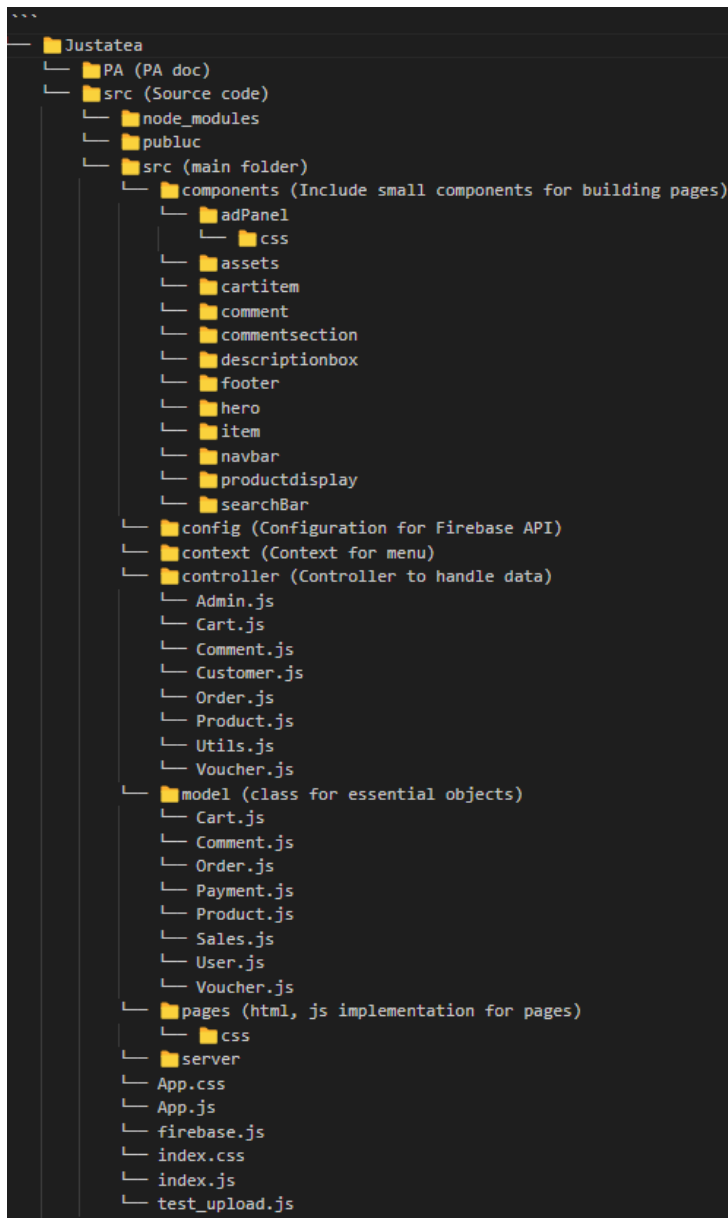 ```
── 📁Justatea
└── 📁PA (PA doc)
└── 📁src (Source code)
└── 📁node_modules
└── 📁publuc
└── 📁src (main folder)
└── 📁components (Include small components for building pages)
└── 📁adPanel
└── 📁css
└── 📁assets
└── 📁cartitem
└── 📁comment
└── 📁commentsection
└── 📁descriptionbox
└── 📁footer
└── 📁hero
└── 📁item
└── 📁navbar
└── 📁productdisplay
└── 📁searchBar
└── 📁config (Configuration for Firebase API)
└── 📁context (Context for menu)
└── 📁controller (Controller to handle data)
└── Admin.js
└── Cart.js
└── Comment.js
└── Customer.js
└── Order.js
└── Product.js
└── Utils.js
└── Voucher.js
└── 📁model (class for essential objects)
└── Cart.js
└── Comment.js
└── Order.js
└── Payment.js
└── Product.js
└── Sales.js
└── User.js
└── Voucher.js
└── 📁pages (html, js implementation for pages)
└── 📁css
└── 📁server
└── App.css
└── App.js
└── firebase.js
└── index.css
└── index.js
└── test_upload.js